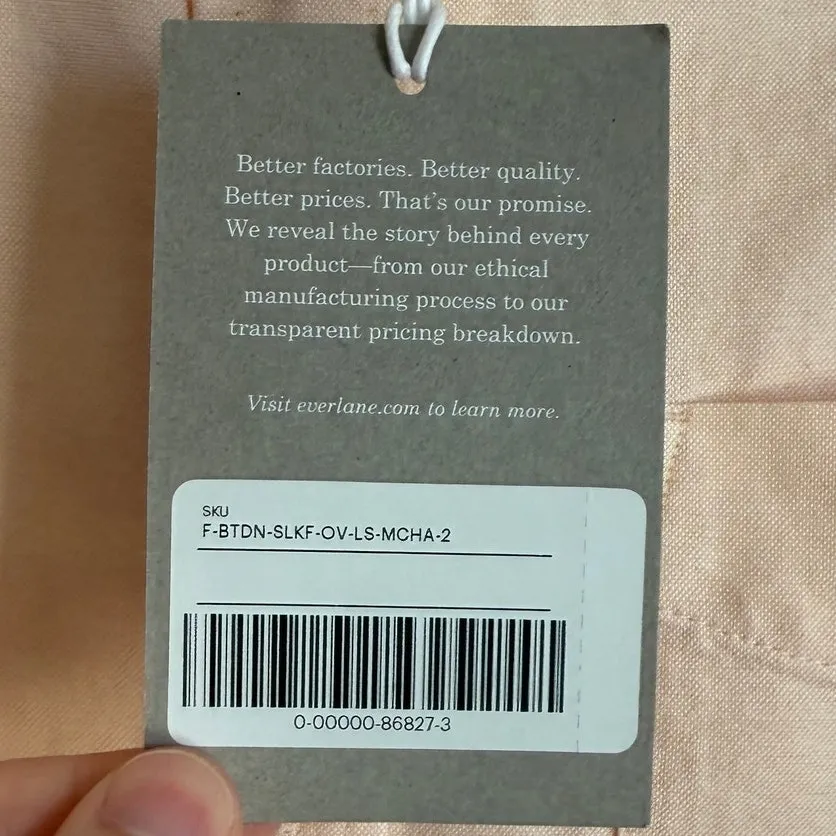 Better factories. Better quality.
Better prices. That's our promise.
We reveal the story behind every
product—from our ethical
manufacturing process to our
transparent pricing breakdown.
Visit everlane.com to learn more.
SKU
F-BTDN-SLKF-OV-LS-MCHA-2
0-00000-86827-3